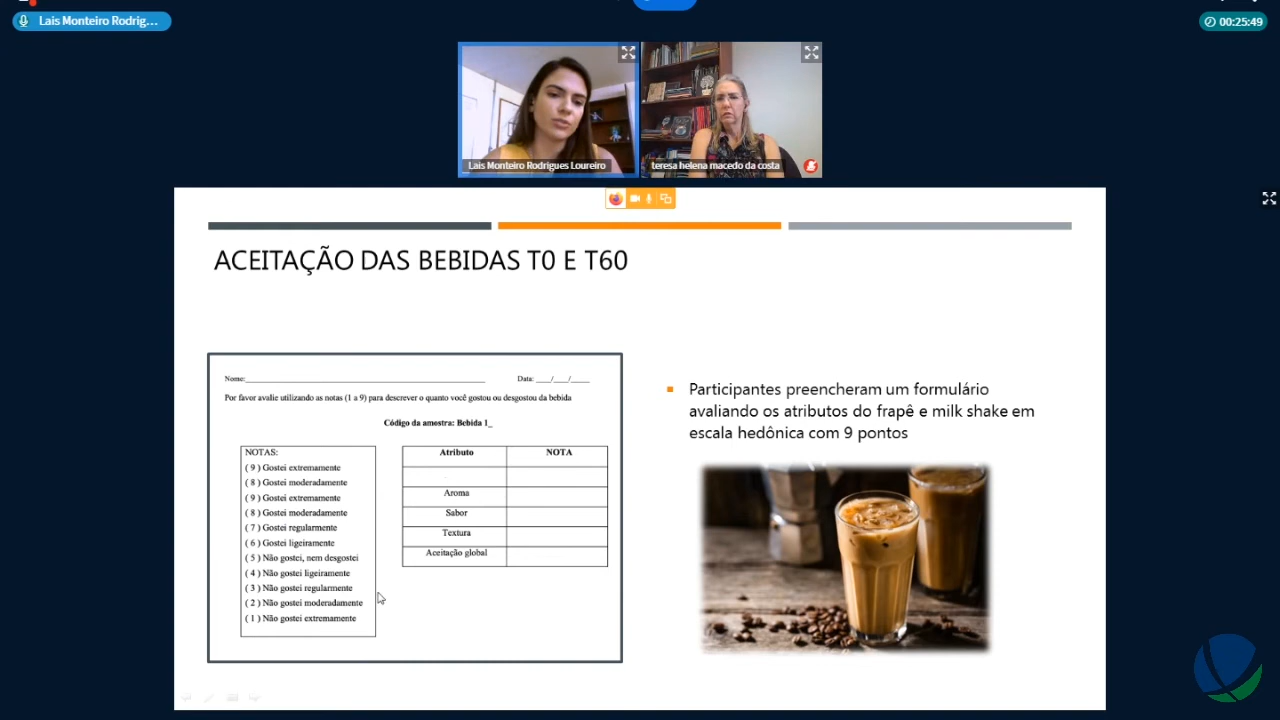 Lais Monteiro Rodrig...
00:25:49
Lais Monteiro Rodrigues Loureiro
teresa helena macedo da costa
ACEITAÇÃO DAS BEBIDAS T0 E T60
Nome:________________ Data: ___/___/____
Por favor avalie utilizando as notas (1 a 9) para descrever o quanto você gostou ou desgostou da bebida
Código da amostra: Bebida 1_
NOTAS:
( 9 ) Gostei extremamente
( 8 ) Gostei moderadamente
( 9 ) Gostei extremamente
( 8 ) Gostei moderadamente
( 7 ) Gostei regularmente
( 6 ) Gostei ligeiramente
( 5 ) Não gostei, nem desgostei
( 4 ) Não gostei ligeiramente
( 3 ) Não gostei regularmente
( 2 ) Não gostei moderadamente
( 1 ) Não gostei extremamente
Atributo NOTA
Aroma
Sabor
Textura
Aceitação global
Participantes preencheram um formulário
avaliando os atributos do frapê e milk shake em
escala hedônica com 9 pontos